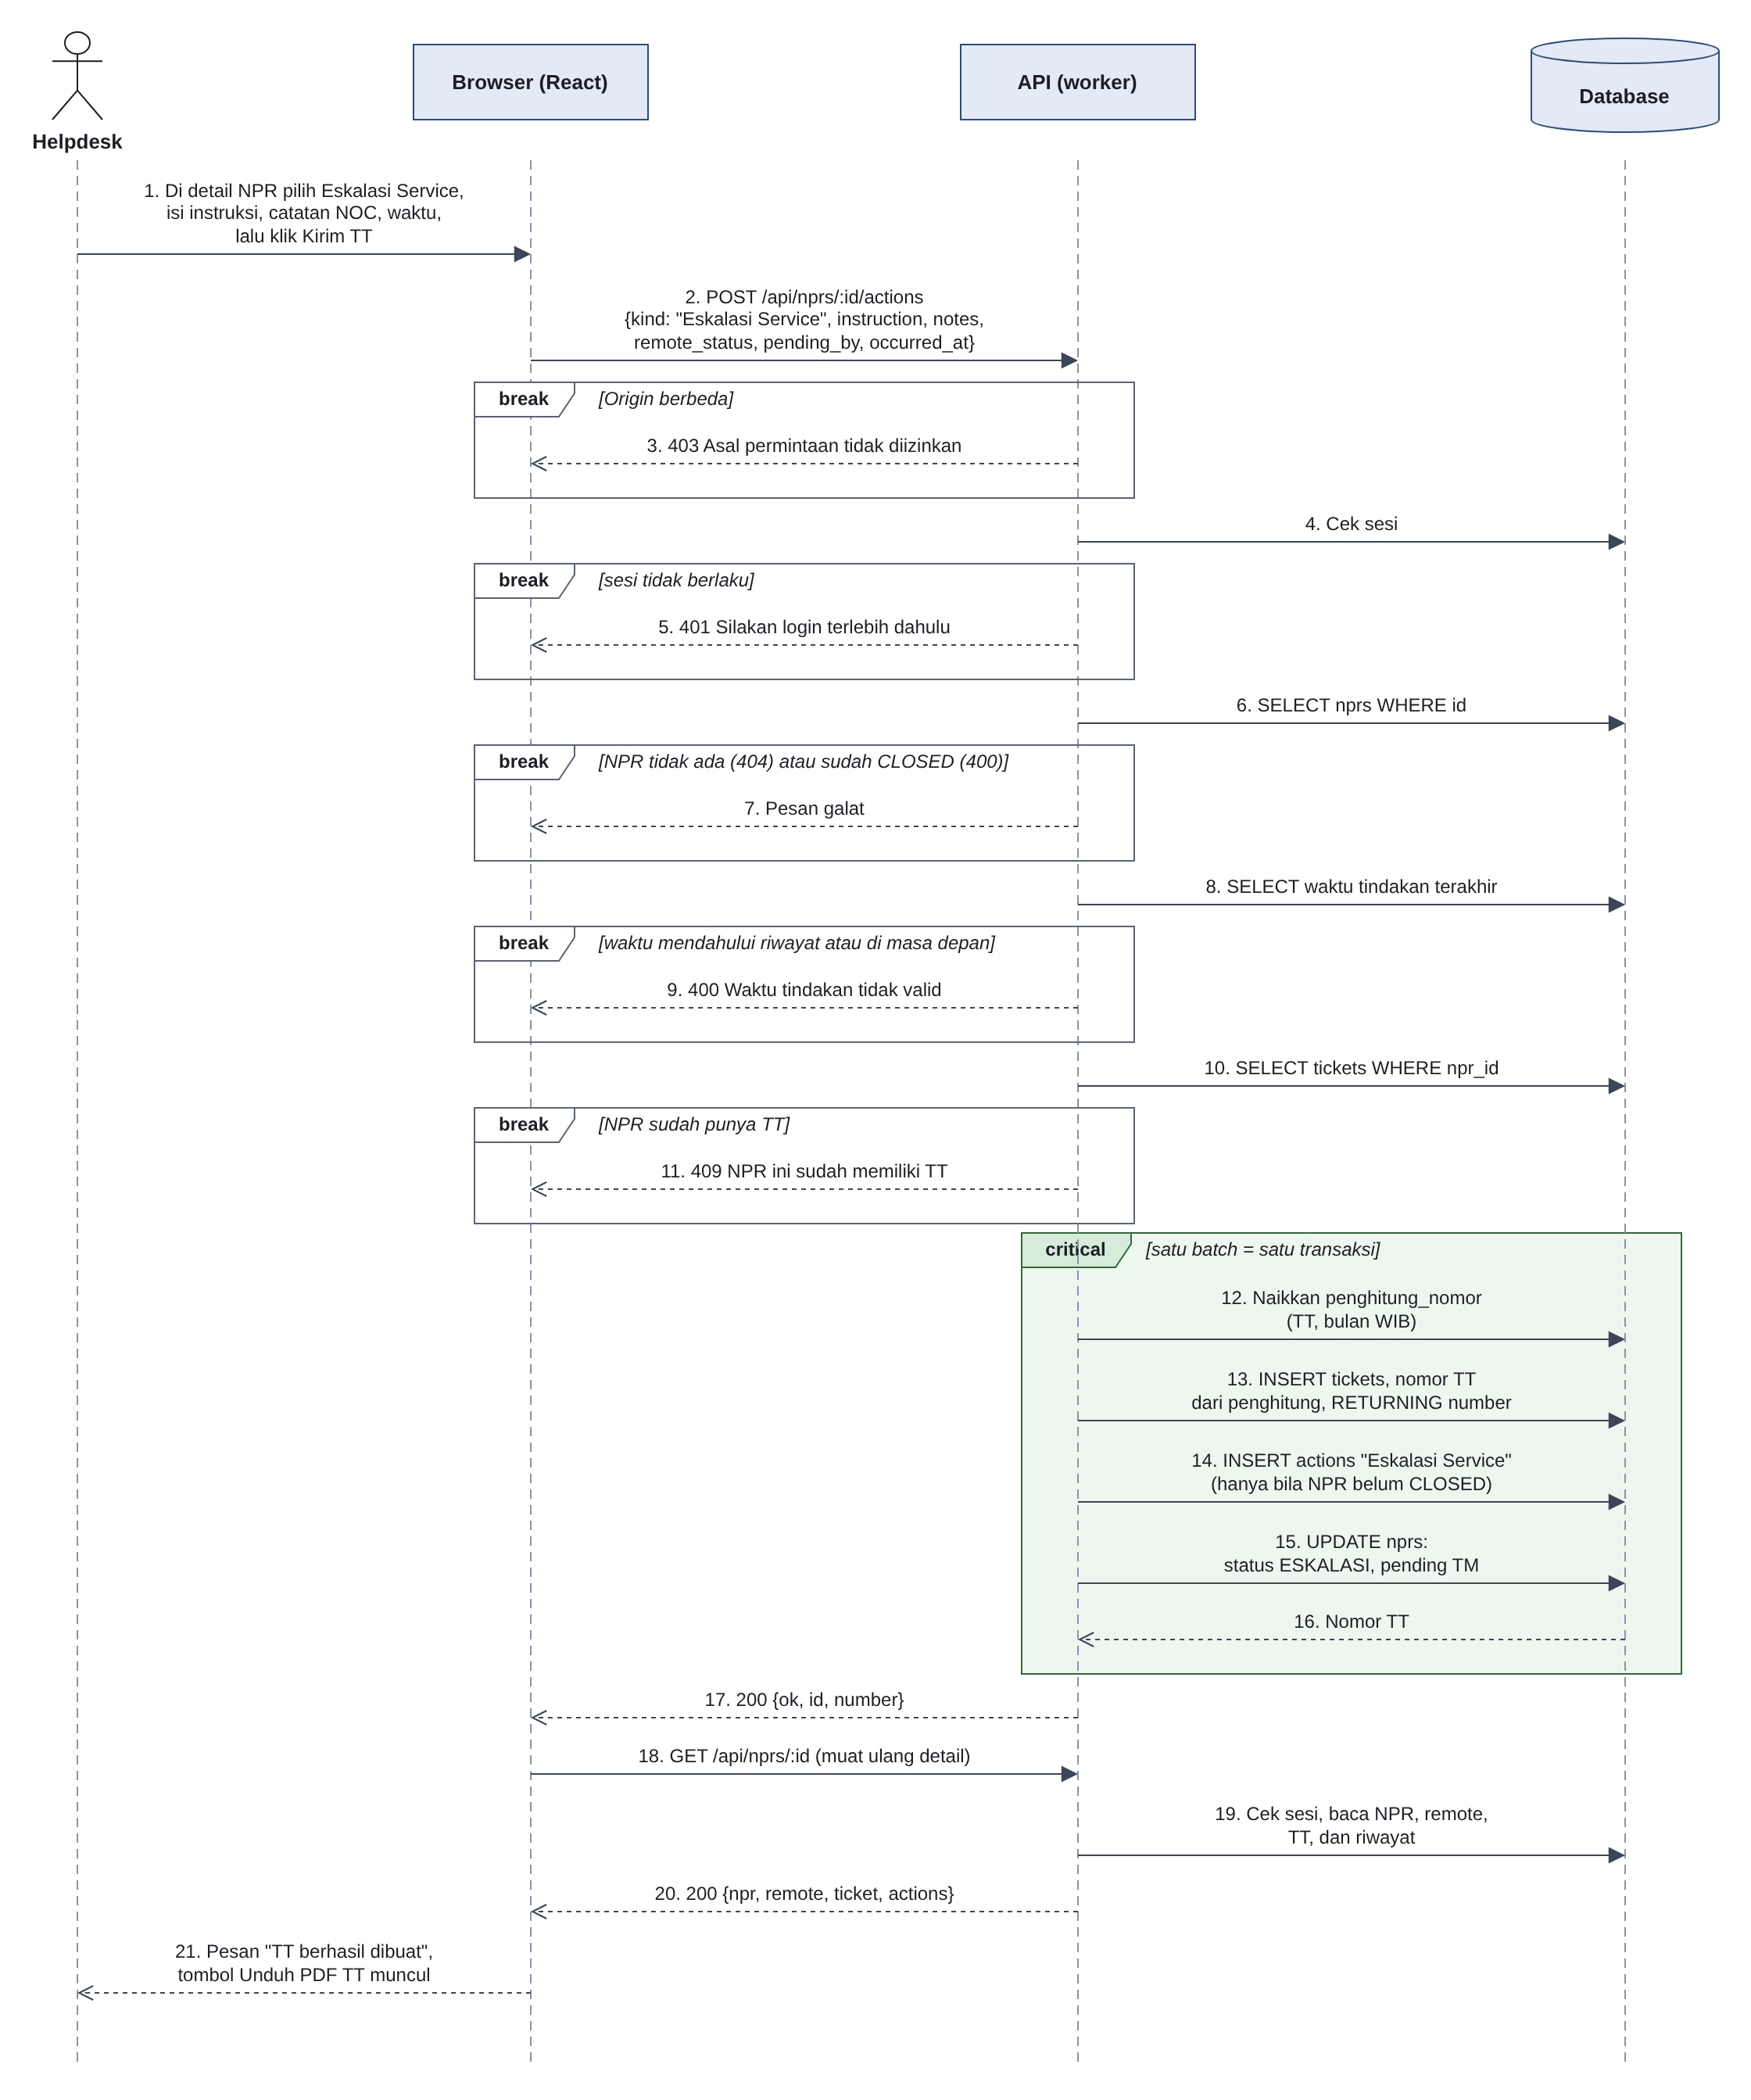 Helpdesk
Browser (React)
API (worker)
Database
1. Di detail NPR pilih Eskalasi Service,
isi instruksi, catatan NOC, waktu,
lalu klik Kirim TT
2. POST /api/nprs/:id/actions
{kind: "Eskalasi Service", instruction, notes,
remote_status, pending_by, occurred_at}
break
[Origin berbeda]
3. 403 Asal permintaan tidak diizinkan
4. Cek sesi
break
[sesi tidak berlaku]
5. 401 Silakan login terlebih dahulu
6. SELECT nprs WHERE id
break
[NPR tidak ada (404) atau sudah CLOSED (400)]
7. Pesan galat
8. SELECT waktu tindakan terakhir
break
[waktu mendahului riwayat atau di masa depan]
9. 400 Waktu tindakan tidak valid
10. SELECT tickets WHERE npr_id
break
[NPR sudah punya TT]
11. 409 NPR ini sudah memiliki TT
critical
[satu batch = satu transaksi]
12. Naikkan penghitung_nomor
(TT, bulan WIB)
13. INSERT tickets, nomor TT
dari penghitung, RETURNING number
14. INSERT actions "Eskalasi Service"
(hanya bila NPR belum CLOSED)
15. UPDATE nprs:
status ESKALASI, pending TM
16. Nomor TT
17. 200 {ok, id, number}
18. GET /api/nprs/:id (muat ulang detail)
19. Cek sesi, baca NPR, remote,
TT, dan riwayat
20. 200 {npr, remote, ticket, actions}
21. Pesan "TT berhasil dibuat",
tombol Unduh PDF TT muncul